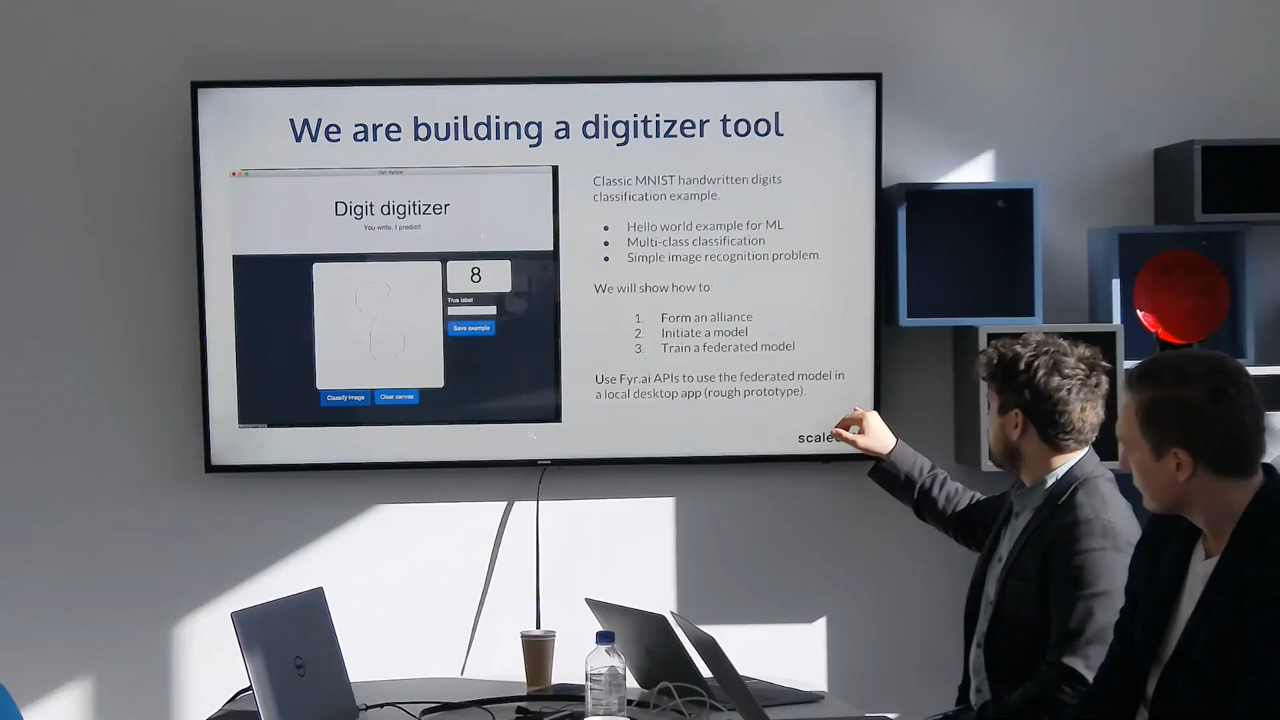 We are building a digitizer tool
Digit digitizer
Digit digitizer
You write, I predict!
8
True label
Save example
Classify image
Clear canvas
Classic MNIST handwritten digits
classification example.
Hello world example for ML
Multi-class classification
Simple image recognition problem.
We will show how to:
1. Form an alliance
2. Initiate a model
3. Train a federated model
Use Fyr.ai APIs to use the federated model in
a local desktop app (rough prototype).
DELL